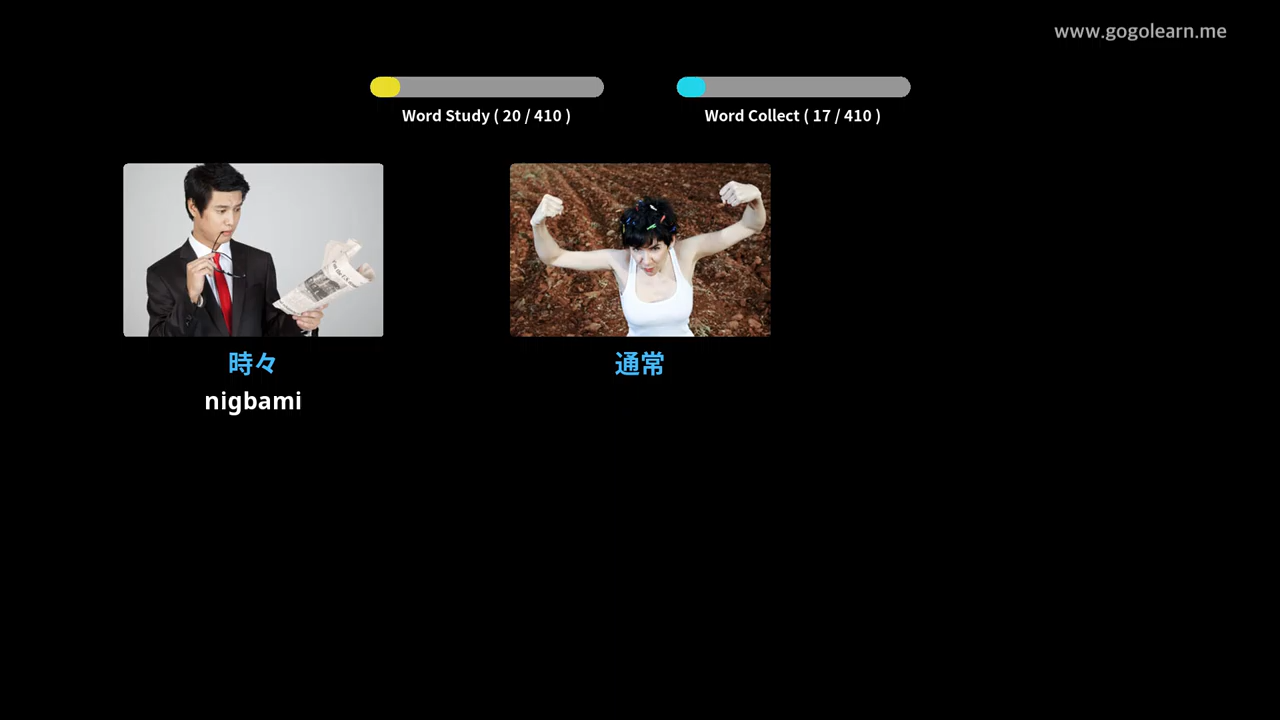 www.gogolearn.me
Word Study ( 20 / 410 )
Word Collect ( 17 / 410 )
時々
通常
nigbami